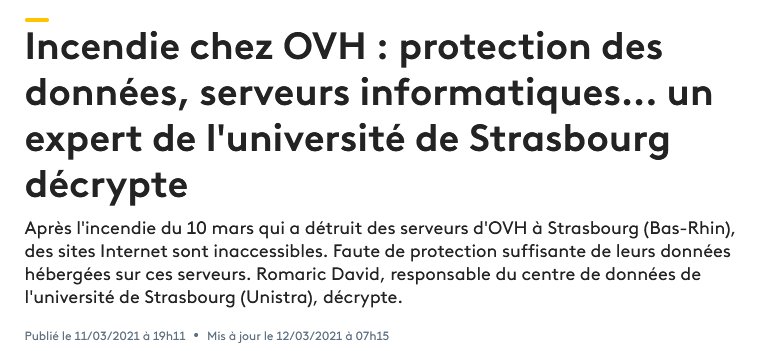 Incendie chez OVH : protection des
données, serveurs informatiques... un
expert de l'université de Strasbourg
décrypte
Après l'incendie du 10 mars qui a détruit des serveurs d'OVH à Strasbourg (Bas-Rhin),
des sites Internet sont inaccessibles. Faute de protection suffisante de leurs données
hébergées sur ces serveurs. Romaric David, responsable du centre de données de
l'université de Strasbourg (Unistra), décrypte.
Publié le 11/03/2021 à 19h11 • Mis à jour le 12/03/2021 à 07h15